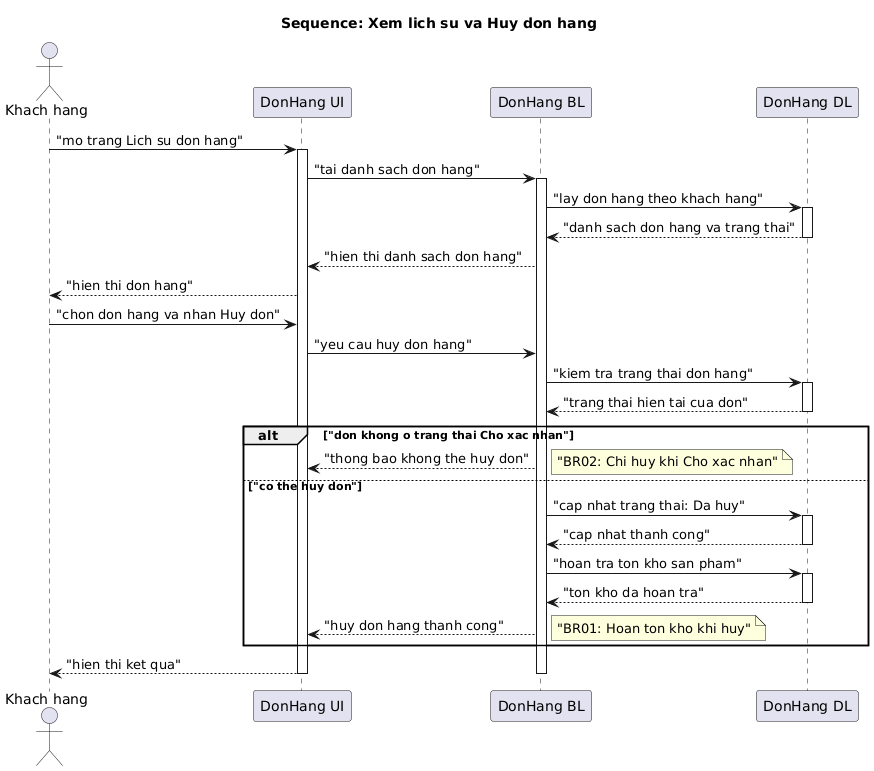 Sequence: Xem lich su va Huy don hang
Khach hang
DonHang UI
DonHang BL
DonHang DL
"mo trang Lich su don hang"
"tai danh sach don hang"
"lay don hang theo khach hang"
"danh sach don hang va trang thai"
"hien thi danh sach don hang"
"hien thi don hang"
"chon don hang va nhan Huy don"
"yeu cau huy don hang"
"kiem tra trang thai don hang"
"trang thai hien tai cua don"
alt ["don khong o trang thai Cho xac nhan"]
"thong bao khong the huy don"
"BR02: Chi huy khi Cho xac nhan"
["co the huy don"]
"cap nhat trang thai: Da huy"
"cap nhat thanh cong"
"hoan tra ton kho san pham"
"ton kho da hoan tra"
"huy don hang thanh cong"
"BR01: Hoan ton kho khi huy"
"hien thi ket qua"
Khach hang
DonHang UI
DonHang BL
DonHang DL